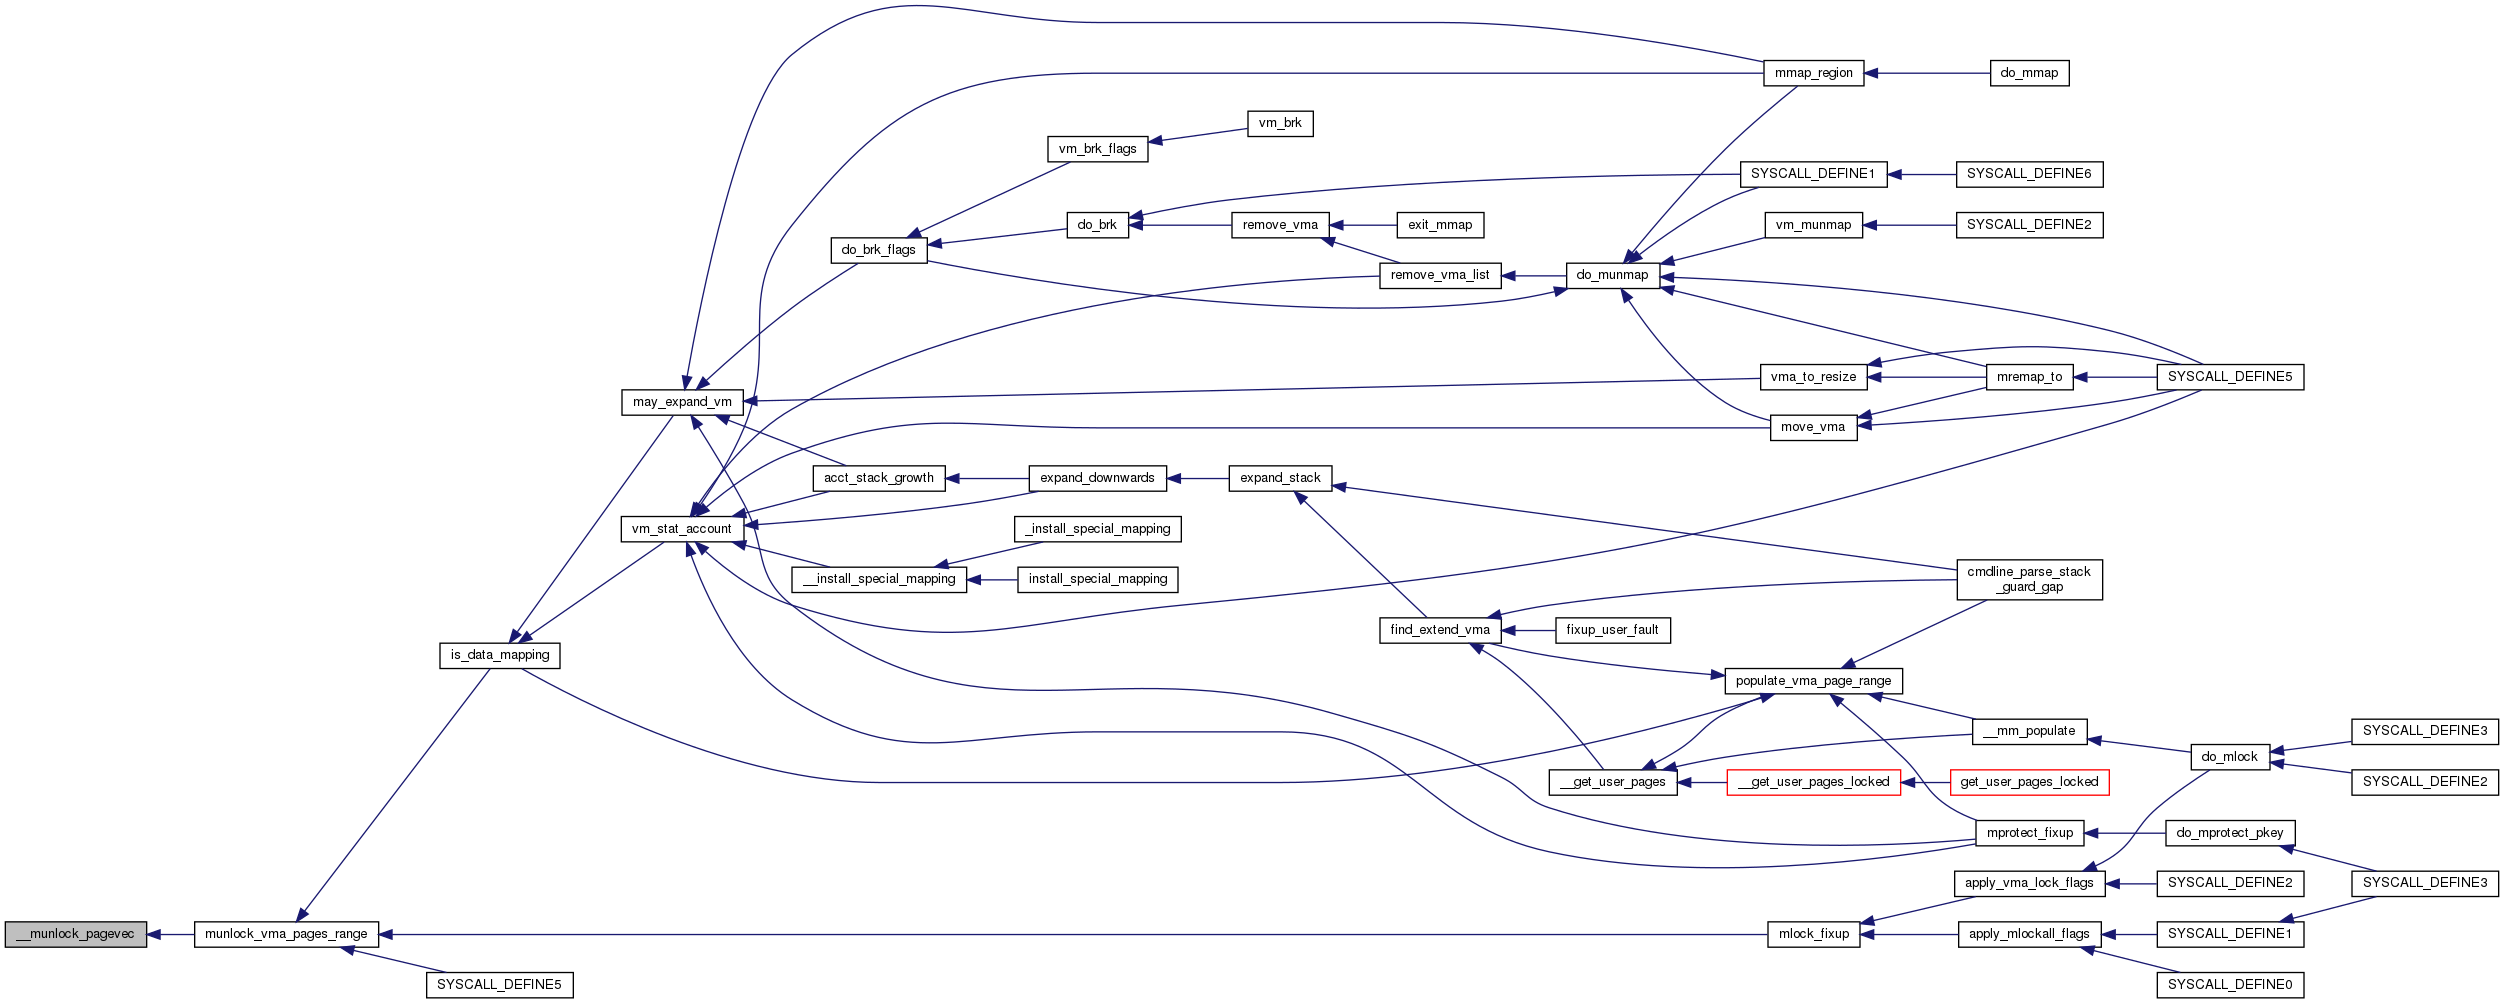 mmap_region
do_mmap
vm_brk
vm_brk_flags
SYSCALL_DEFINE1
SYSCALL_DEFINE6
do_brk
remove_vma
exit_mmap
vm_munmap
SYSCALL_DEFINE2
do_brk_flags
remove_vma_list
do_munmap
vma_to_resize
mremap_to
SYSCALL_DEFINE5
may_expand_vm
move_vma
acct_stack_growth
expand_downwards
expand_stack
vm_stat_account
_install_special_mapping
__install_special_mapping
install_special_mapping
cmdline_parse_stack
_guard_gap
find_extend_vma
fixup_user_fault
is_data_mapping
populate_vma_page_range
__mm_populate
SYSCALL_DEFINE3
do_mlock
__get_user_pages
__get_user_pages_locked
get_user_pages_locked
SYSCALL_DEFINE2
mprotect_fixup
do_mprotect_pkey
apply_vma_lock_flags
SYSCALL_DEFINE2
SYSCALL_DEFINE3
__munlock_pagevec
munlock_vma_pages_range
mlock_fixup
apply_mlockall_flags
SYSCALL_DEFINE1
SYSCALL_DEFINE5
SYSCALL_DEFINE0